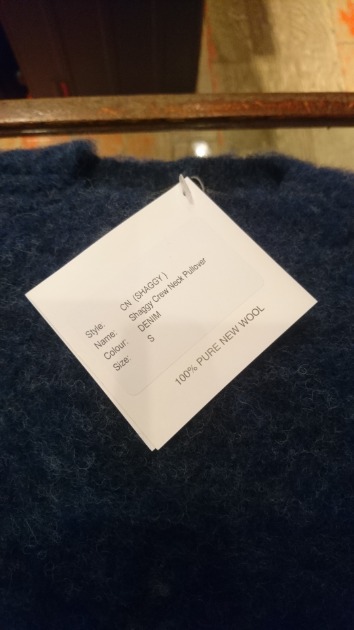 Style: CN (SHAGGY)
Name: Shaggy Crew Neck Pullover
Colour: DENIM
Size: S
100% PURE NEW WOOL